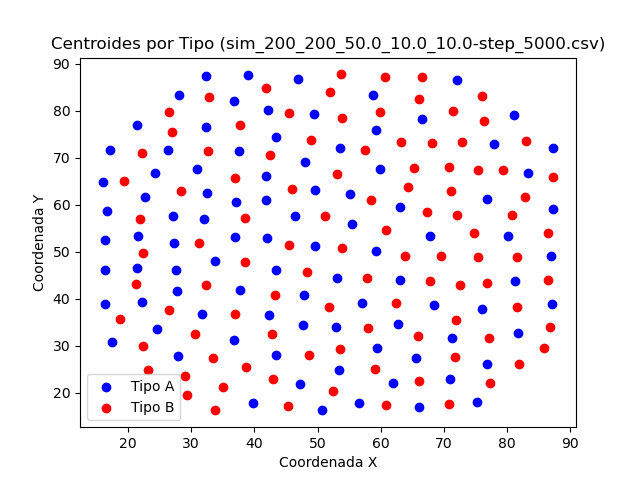 Centroides por Tipo (sim_200_200_50.0_10.0_10.0-step_5000.csv)
90
80
70
60
50
40
30
20
Coordenada Y
Tipo A
Tipo B
20 30 40 50 60 70 80 90
Coordenada X